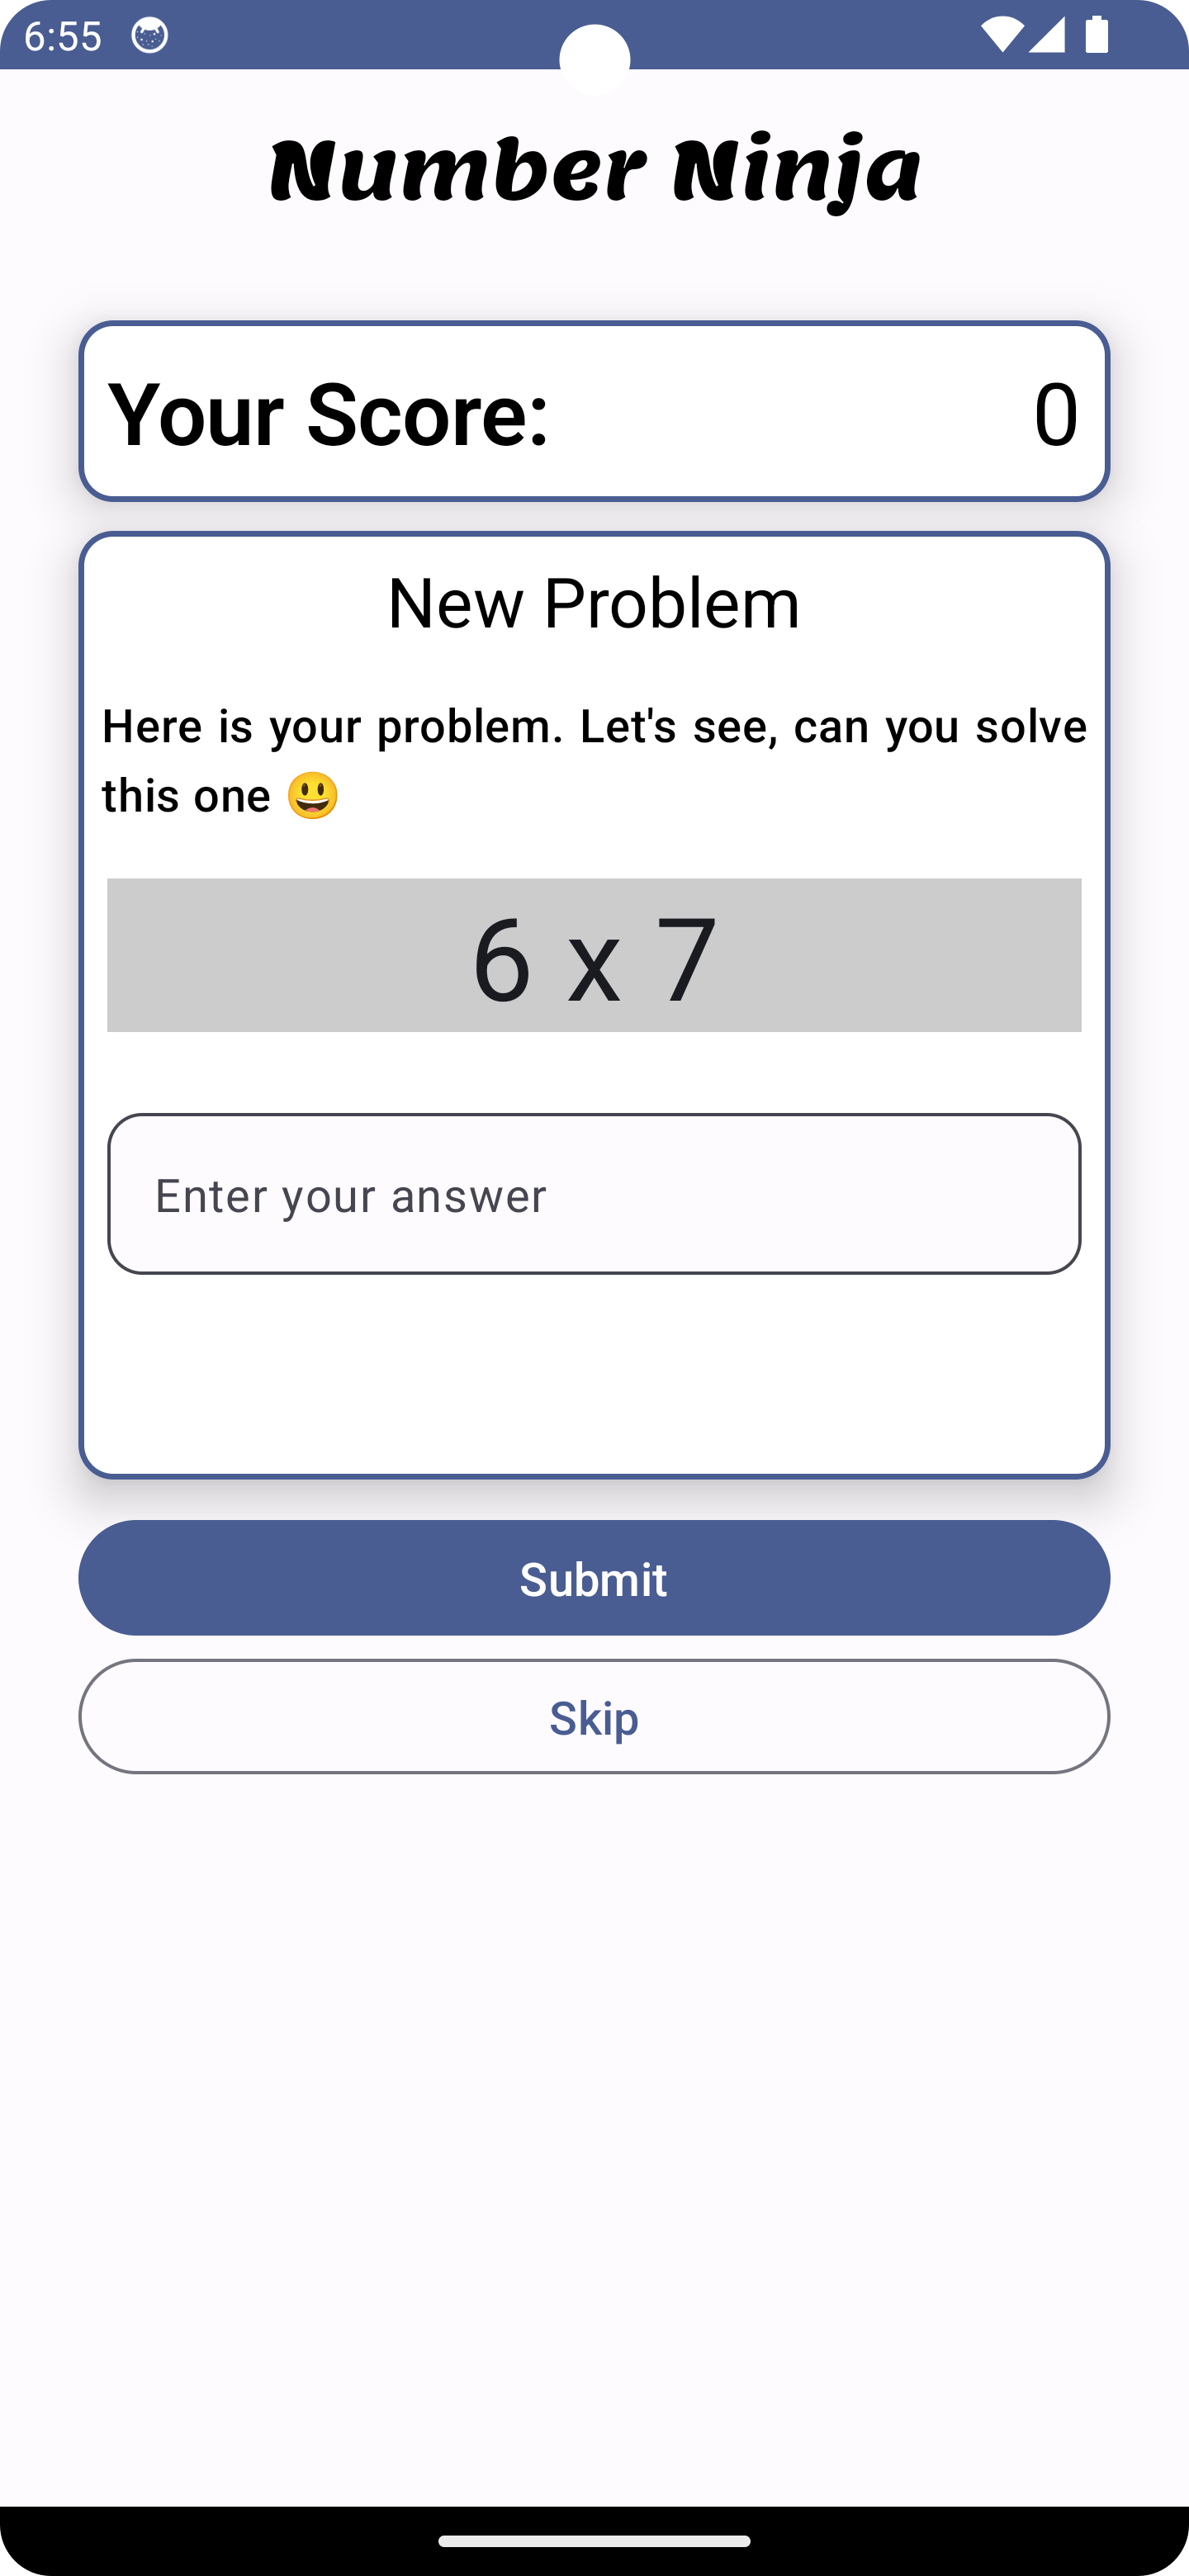 6:55
Number Ninja
Your Score: 0
New Problem
Here is your problem. Let's see, can you solve
this one 😃
6 x 7
Enter your answer
Submit
Skip